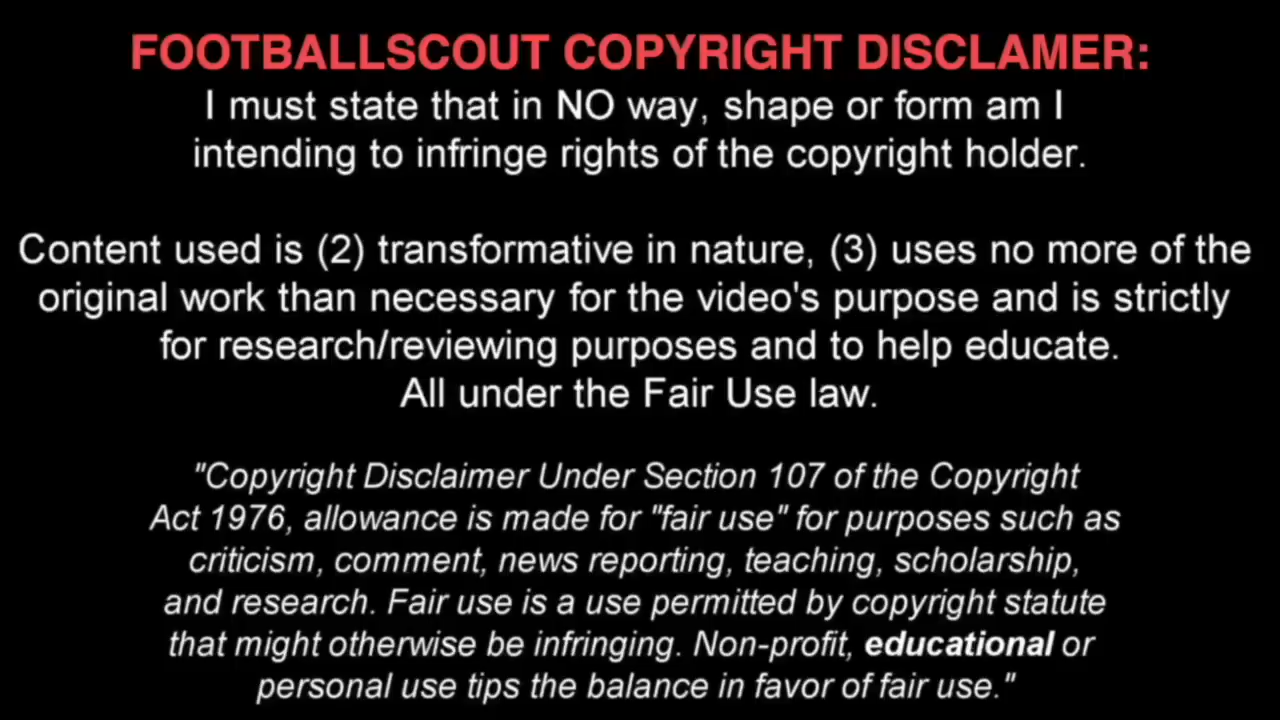 FOOTBALLSCOUT COPYRIGHT DISCLAMER:
I must state that in NO way, shape or form am I
intending to infringe rights of the copyright holder.
Content used is (2) transformative in nature, (3) uses no more of the
original work than necessary for the video's purpose and is strictly
for research/reviewing purposes and to help educate.
All under the Fair Use law.
"Copyright Disclaimer Under Section 107 of the Copyright
Act 1976, allowance is made for "fair use" for purposes such as
criticism, comment, news reporting, teaching, scholarship,
and research. Fair use is a use permitted by copyright statute
that might otherwise be infringing. Non-profit, educational or
personal use tips the balance in favor of fair use."